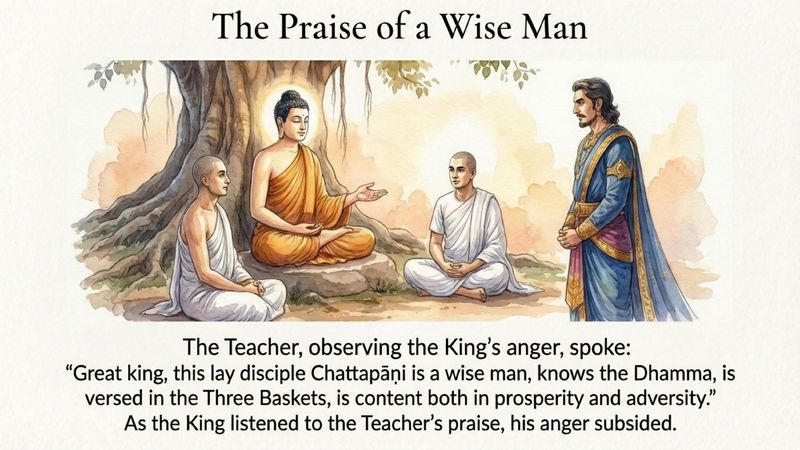 The Praise of a Wise Man
The Teacher, observing the King’s anger, spoke:
“Great king, this lay disciple Chattapāṇi is a wise man, knows the Dhamma, is
versed in the Three Baskets, is content both in prosperity and adversity.”
As the King listened to the Teacher’s praise, his anger subsided.